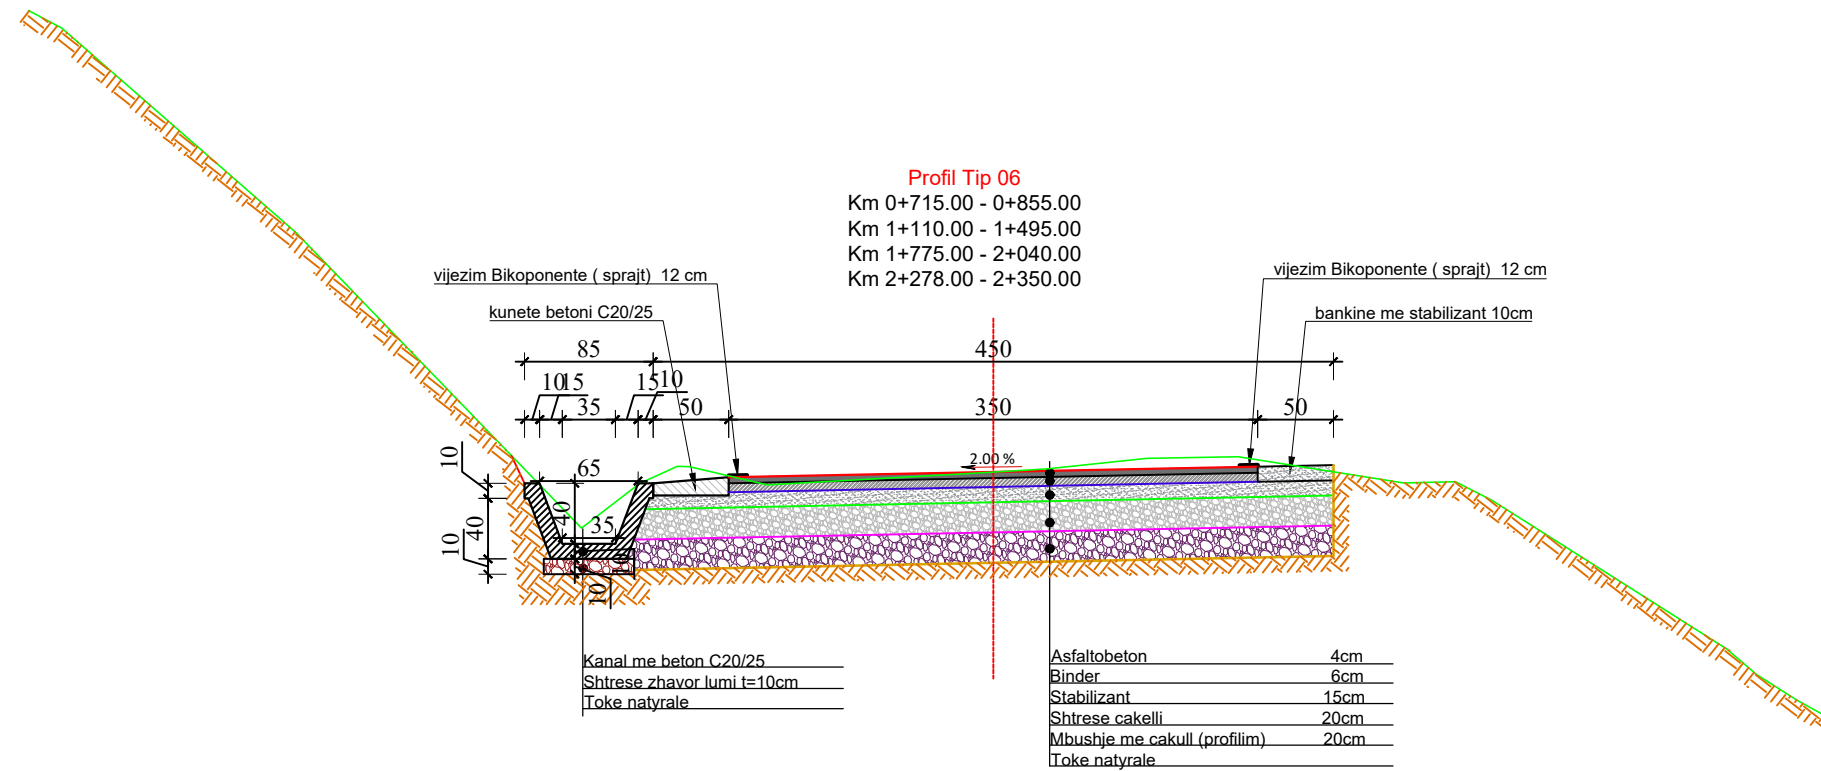 Profil Tip 06
Km 0+715.00 - 0+855.00
Km 1+110.00 - 1+495.00
Km 1+775.00 - 2+040.00
Km 2+278.00 - 2+350.00
vijezim Bikoponente ( sprajt) 12 cm
vijezim Bikoponente ( sprajt) 12 cm
kunete betoni C20/25
bankine me stabilizant 10cm
85
450
10
15
35
15
10
50
350
50
10
65
2.00 %
40
40
35
10
10
10
Kanal me beton C20/25
Shtrese zhavor lumi t=10cm
Toke natyrale
Asfaltobeton 4cm
Binder 6cm
Stabilizant 15cm
Shtrese cakelli 20cm
Mbushje me cakull (profilim) 20cm
Toke natyrale